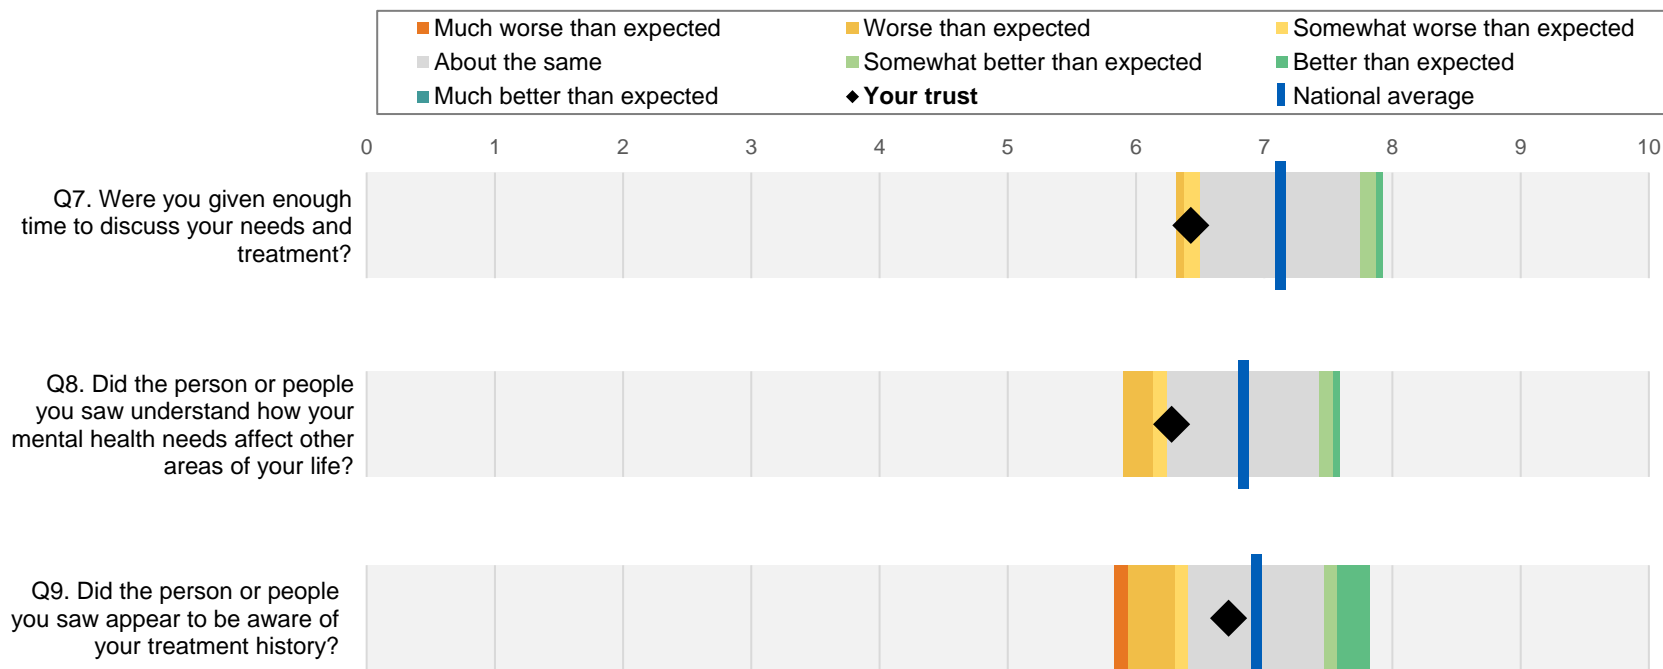 Much worse than expected
Worse than expected
Somewhat worse than expected
About the same
Somewhat better than expected
Better than expected
Much better than expected
Your trust
National average
0 1 2 3 4 5 6 7 8 9 10
Q7. Were you given enough
time to discuss your needs and
treatment?
Q8. Did the person or people
you saw understand how your
mental health needs affect other
areas of your life?
Q9. Did the person or people
you saw appear to be aware of
your treatment history?